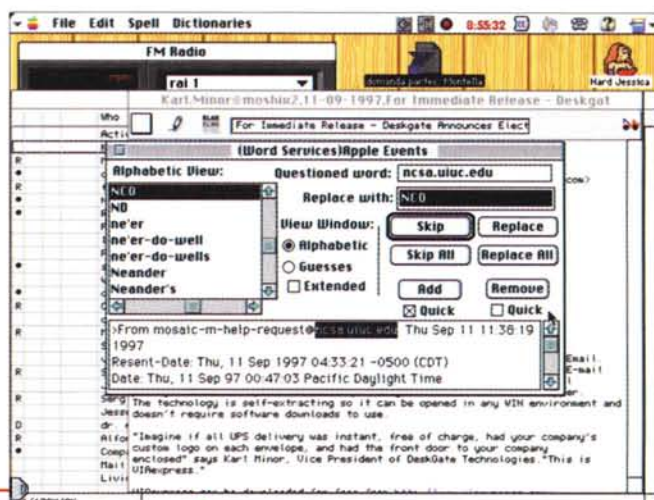 File Edit Spell Dictionaries 8:55:32
FM Radio
rai 1
Hard Jessica
Karl.Minor@moshix2,11-09-1997,For Immediate Release - Deskgat
Who
For Immediate Release - Deskgate Announces Elect
(Word Services)Apple Events
Alphabetic View:
Questioned word: ncsa.uiuc.edu
NCO
Replace with: NCO
ND
ne'er
ne'er-do-well
ne'er-do-wells
Neander
Neander's
View Window:
Alphabetic
Guesses
Extended
Skip Replace
Skip All Replace All
Add Remove
Quick Quick
>From mosaic-m-help-request@ncsa.uiuc.edu Thu Sep 11 11:36:19
1997
Resent-Date: Thu, 11 Sep 1997 04:33:21 -0500 (CDT)
Date: Thu, 11 Sep 97 00:47:03 Pacific Daylight Time
Email.
E-mail
The technology is self-extracting so it can be opened in any WIN environment and
doesn't require software downloads to use.
"Imagine if all UPS delivery was instant, free of charge, had your company's
custom logo on each envelope, and had the front door to your company
enclosed" says Karl Minor, Vice President of DeskGate Technologies. "This is
VIAexpress."